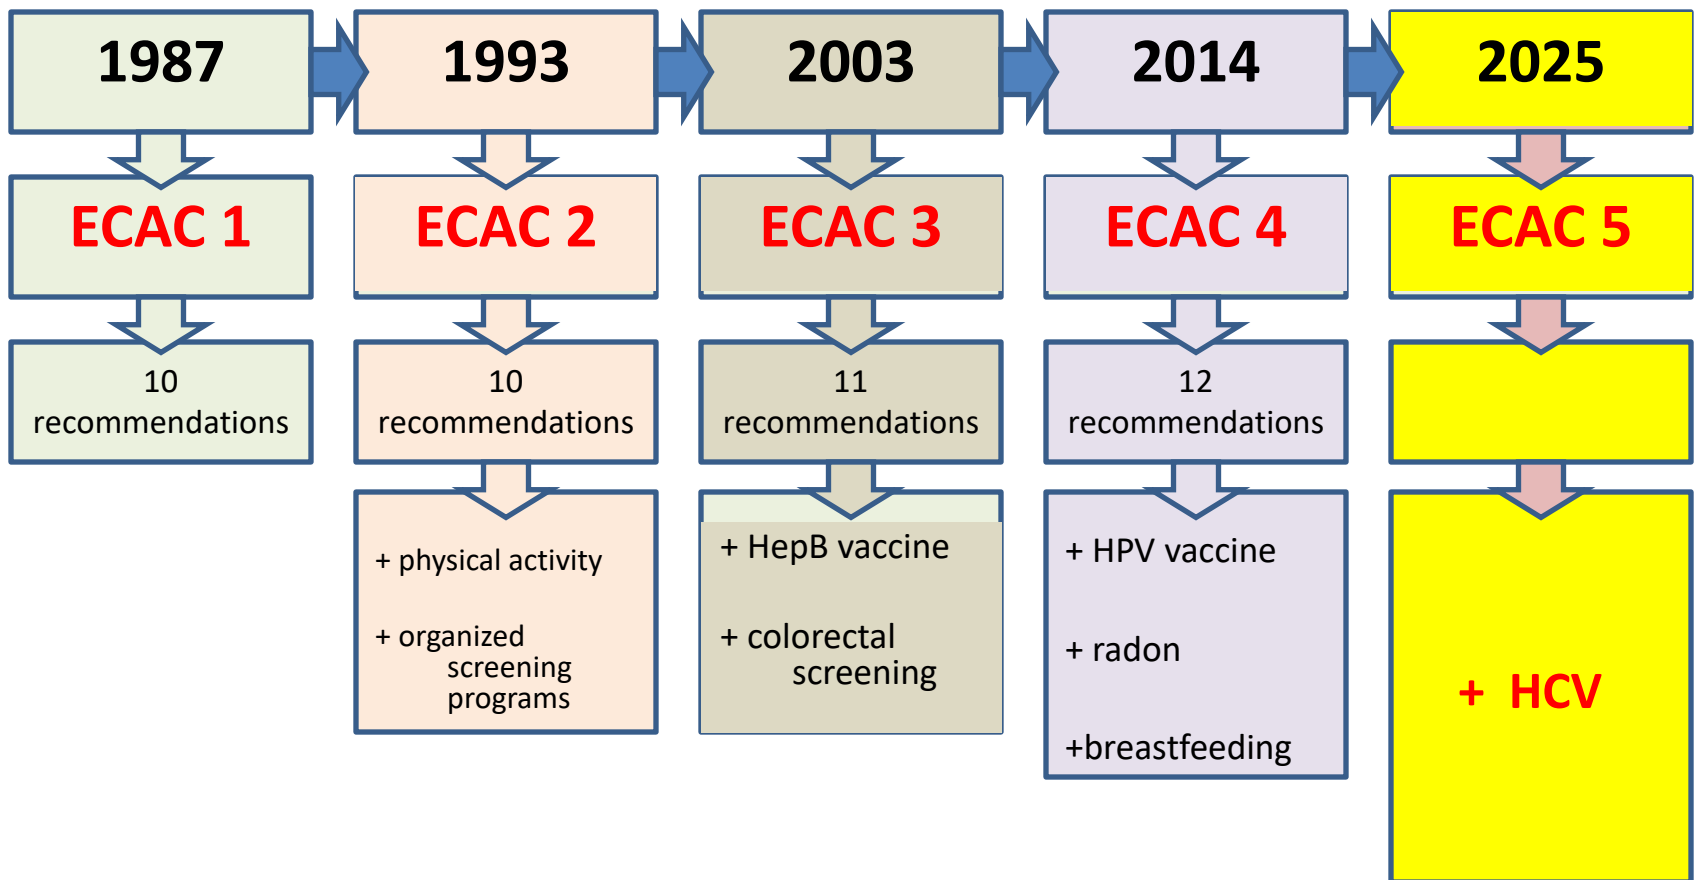 1987
1993
2003
2014
2025
ECAC 1
ECAC 2
ECAC 3
ECAC 4
ECAC 5
10
recommendations
10
recommendations
11
recommendations
12
recommendations
+ physical activity
+ organized
screening
programs
+ HepB vaccine
+ colorectal
screening
+ HPV vaccine
+ radon
+breastfeeding
+ HCV